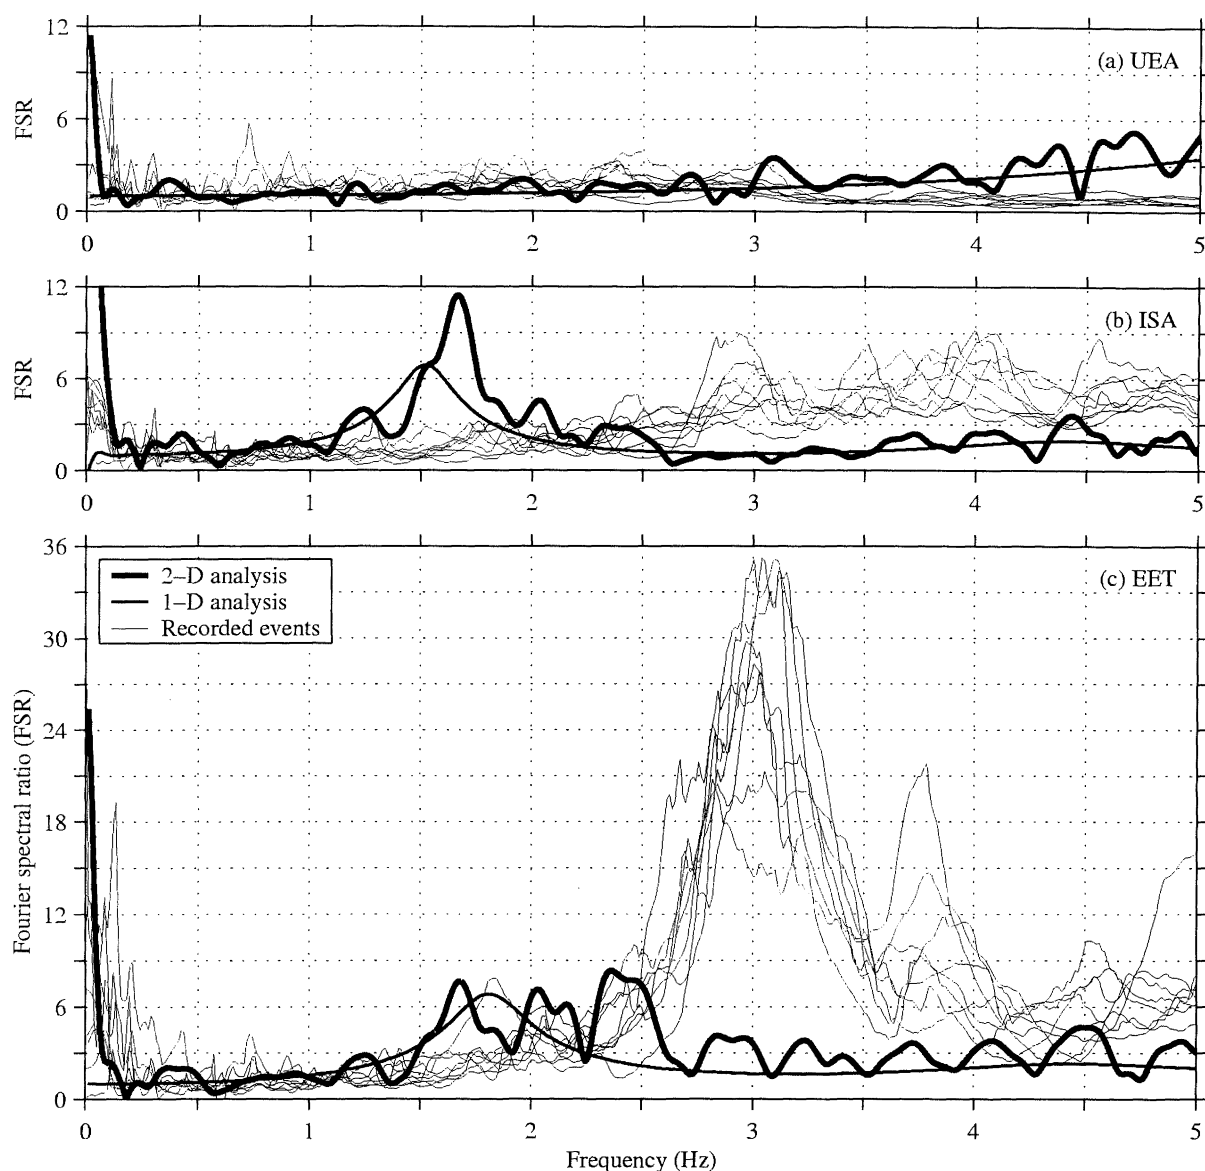 12
(a) UEA
FSR
6
0
0 1 2 3 4 5
12
(b) ISA
FSR
6
0
0 1 2 3 4 5
36
2–D analysis
1–D analysis
Recorded events
(c) EET
30
24
Fourier spectral ratio (FSR)
18
12
6
0
0 1 2 3 4 5
Frequency (Hz)